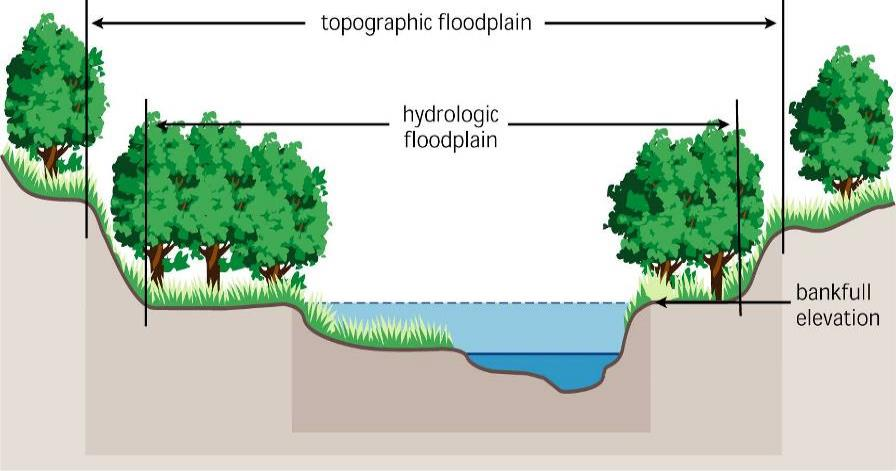 topographic floodplain
hydrologic
floodplain
bankfull
elevation